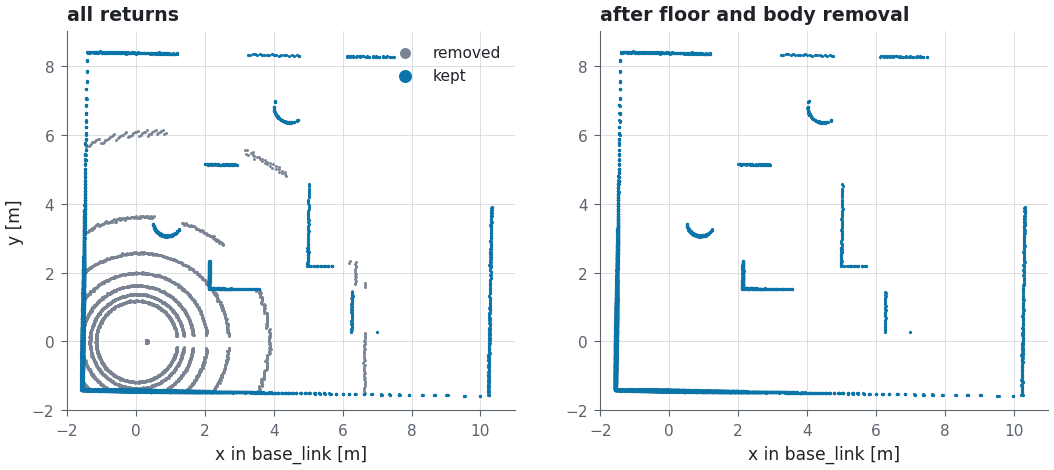 all returns
removed
kept
y [m]
8
6
4
2
0
−2
−2 0 2 4 6 8 10
x in base_link [m]
after floor and body removal
8
6
4
2
0
−2
−2 0 2 4 6 8 10
x in base_link [m]